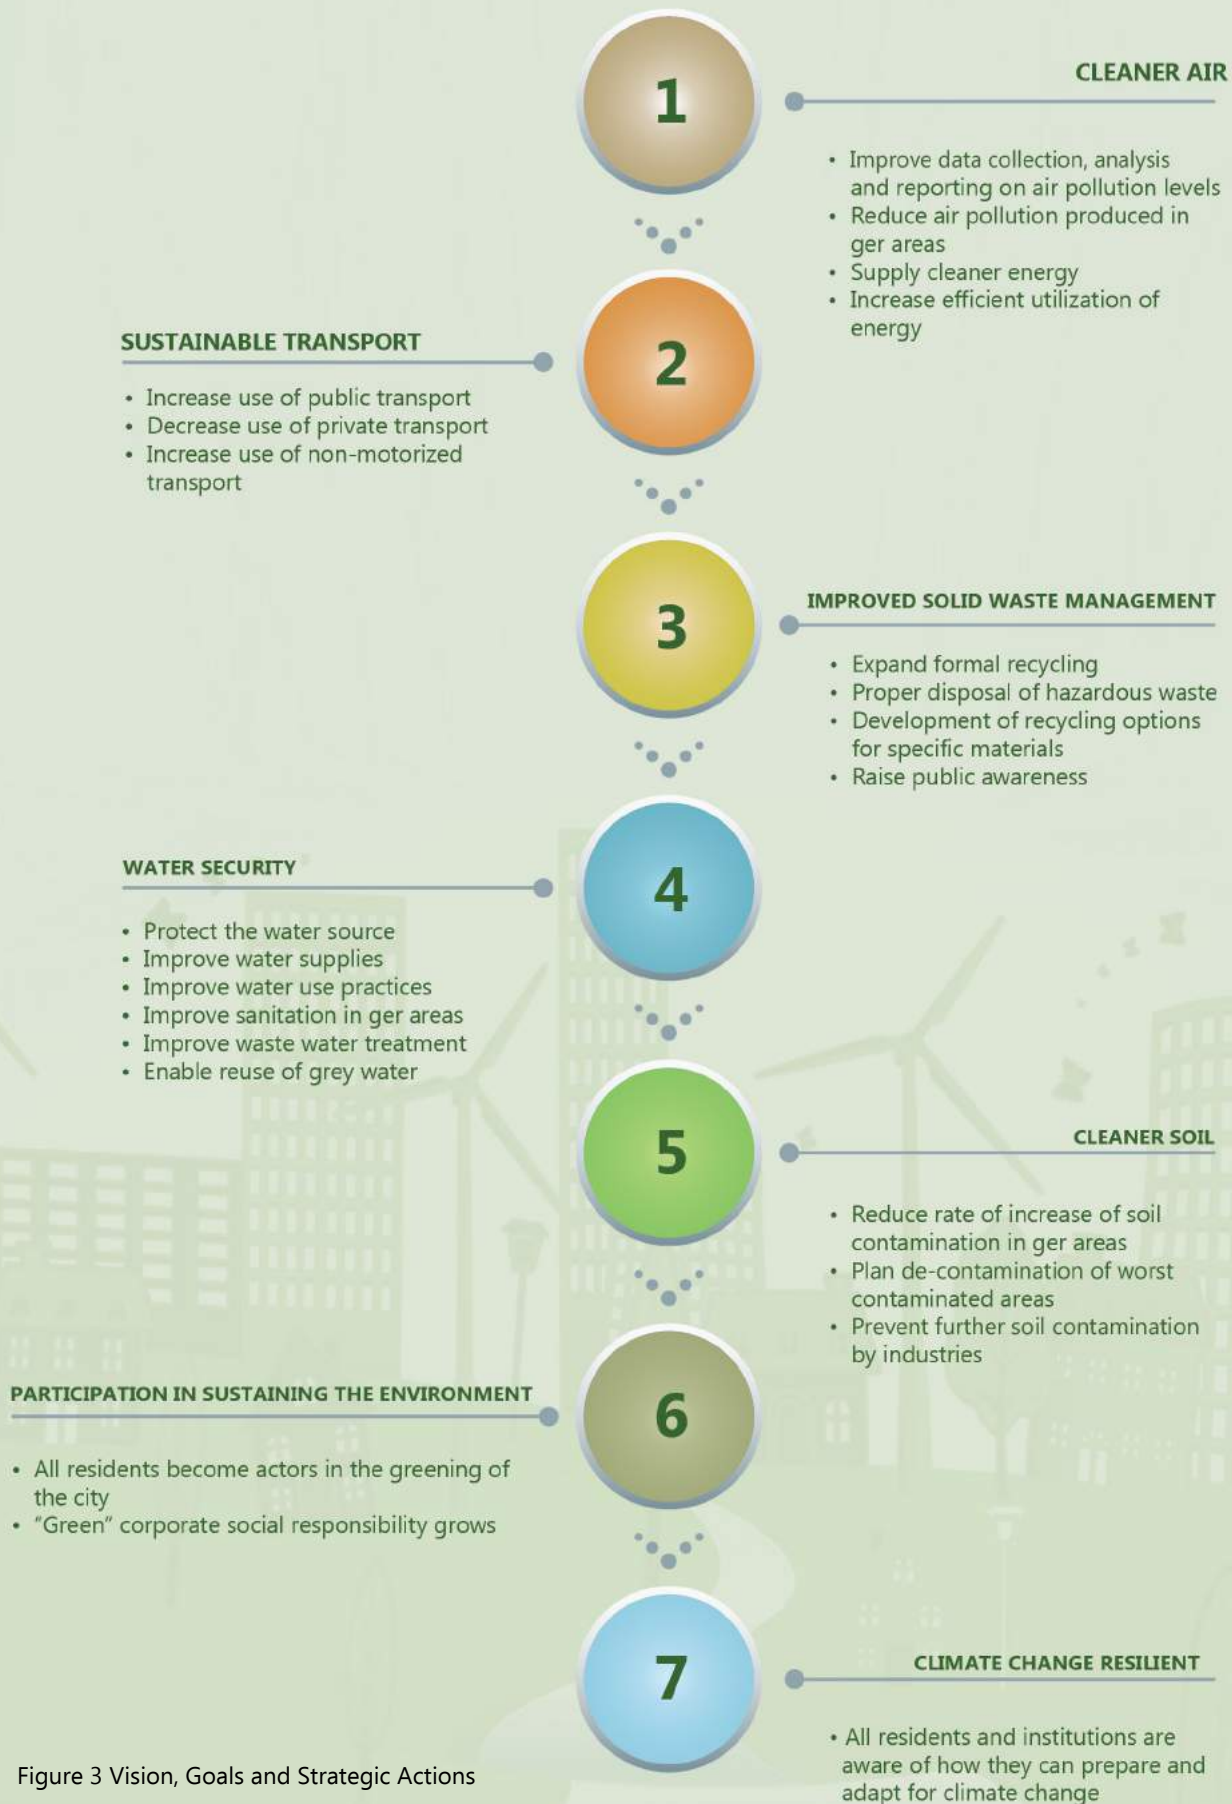 1
CLEANER AIR
• Improve data collection, analysis
and reporting on air pollution levels
• Reduce air pollution produced in
ger areas
• Supply cleaner energy
• Increase efficient utilization of
energy
2
SUSTAINABLE TRANSPORT
• Increase use of public transport
• Decrease use of private transport
• Increase use of non-motorized
transport
3
IMPROVED SOLID WASTE MANAGEMENT
• Expand formal recycling
• Proper disposal of hazardous waste
• Development of recycling options
for specific materials
• Raise public awareness
4
WATER SECURITY
• Protect the water source
• Improve water supplies
• Improve water use practices
• Improve sanitation in ger areas
• Improve waste water treatment
• Enable reuse of grey water
5
CLEANER SOIL
• Reduce rate of increase of soil
contamination in ger areas
• Plan de-contamination of worst
contaminated areas
• Prevent further soil contamination
by industries
6
PARTICIPATION IN SUSTAINING THE ENVIRONMENT
• All residents become actors in the greening of
the city
• "Green" corporate social responsibility grows
7
CLIMATE CHANGE RESILIENT
• All residents and institutions are
aware of how they can prepare and
adapt for climate change
Figure 3 Vision, Goals and Strategic Actions